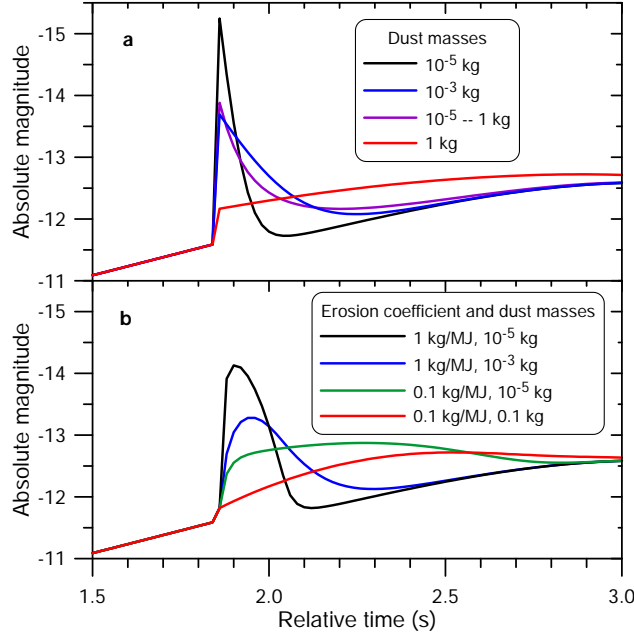 -15
-14
-13
-12
-11
Absolute magnitude
a
Dust masses
10⁻⁵ kg
10⁻³ kg
10⁻⁵ -- 1 kg
1 kg
-15
-14
-13
-12
-11
Absolute magnitude
b
Erosion coefficient and dust masses
1 kg/MJ, 10⁻⁵ kg
1 kg/MJ, 10⁻³ kg
0.1 kg/MJ, 10⁻⁵ kg
0.1 kg/MJ, 0.1 kg
1.5 2.0 2.5 3.0
Relative time (s)